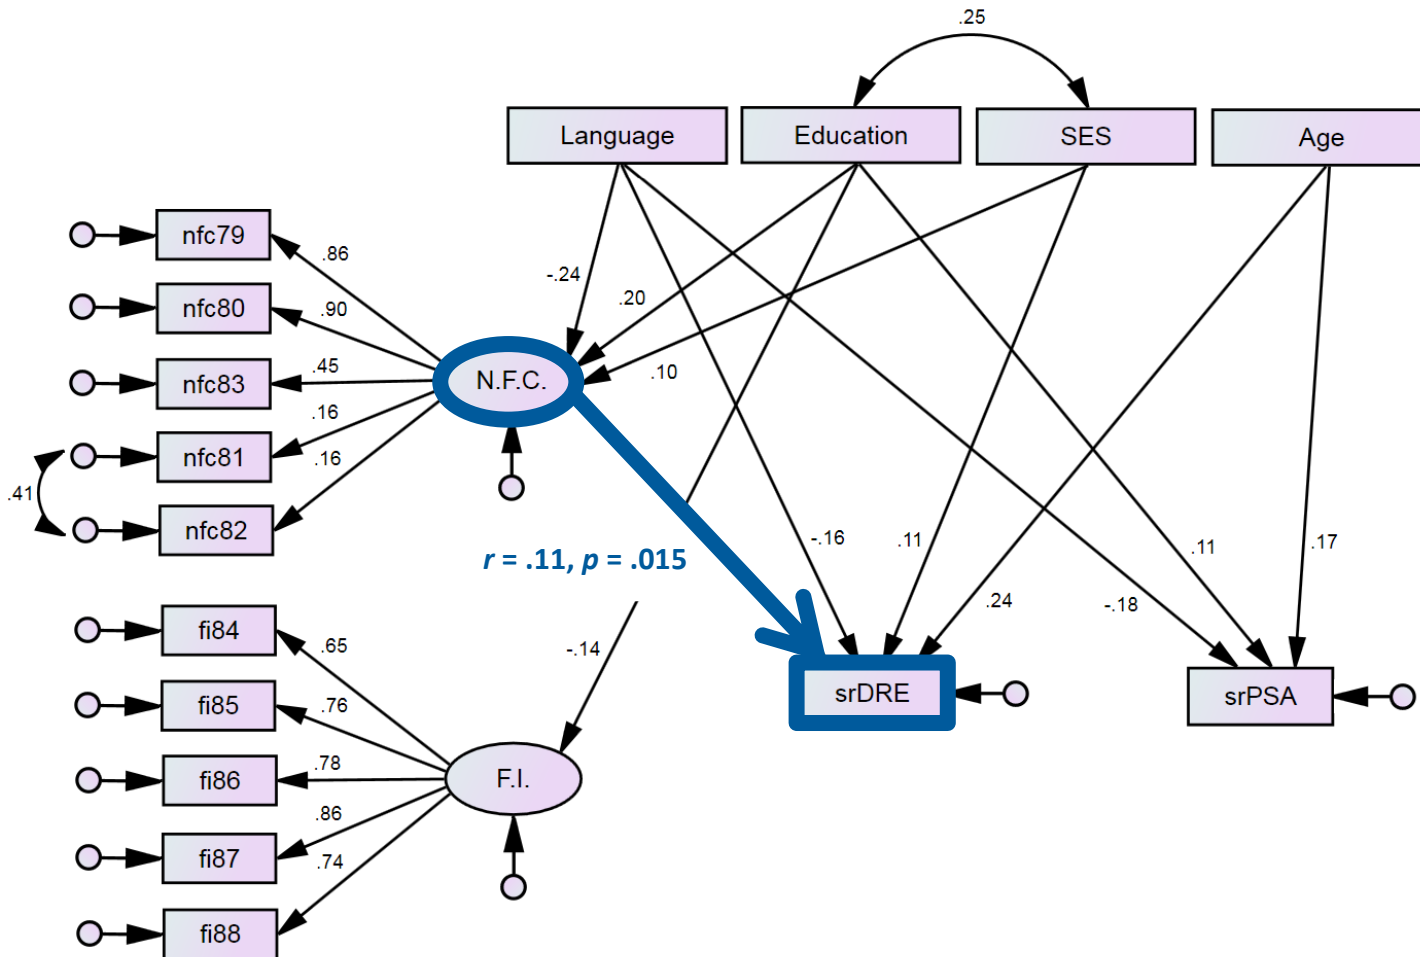 .25
Language
Education
SES
Age
nfc79
.86
-.24
.20
nfc80
.90
nfc83
.45
N.F.C.
.10
.16
nfc81
.16
.41
nfc82
-.16
.11
.11
.17
r = .11, p = .015
.24
-.18
fi84
.65
-.14
fi85
.76
srDRE
srPSA
fi86
.78
F.I.
.86
fi87
.74
fi88